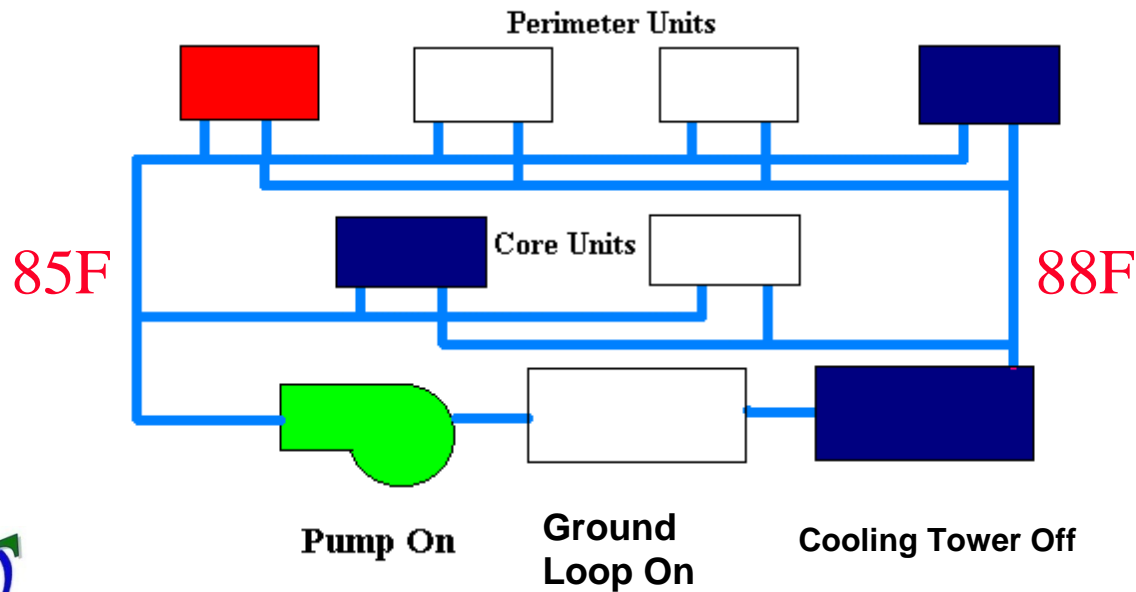 Perimeter Units
Core Units
85F
88F
Pump On
Ground
Loop On
Cooling Tower Off